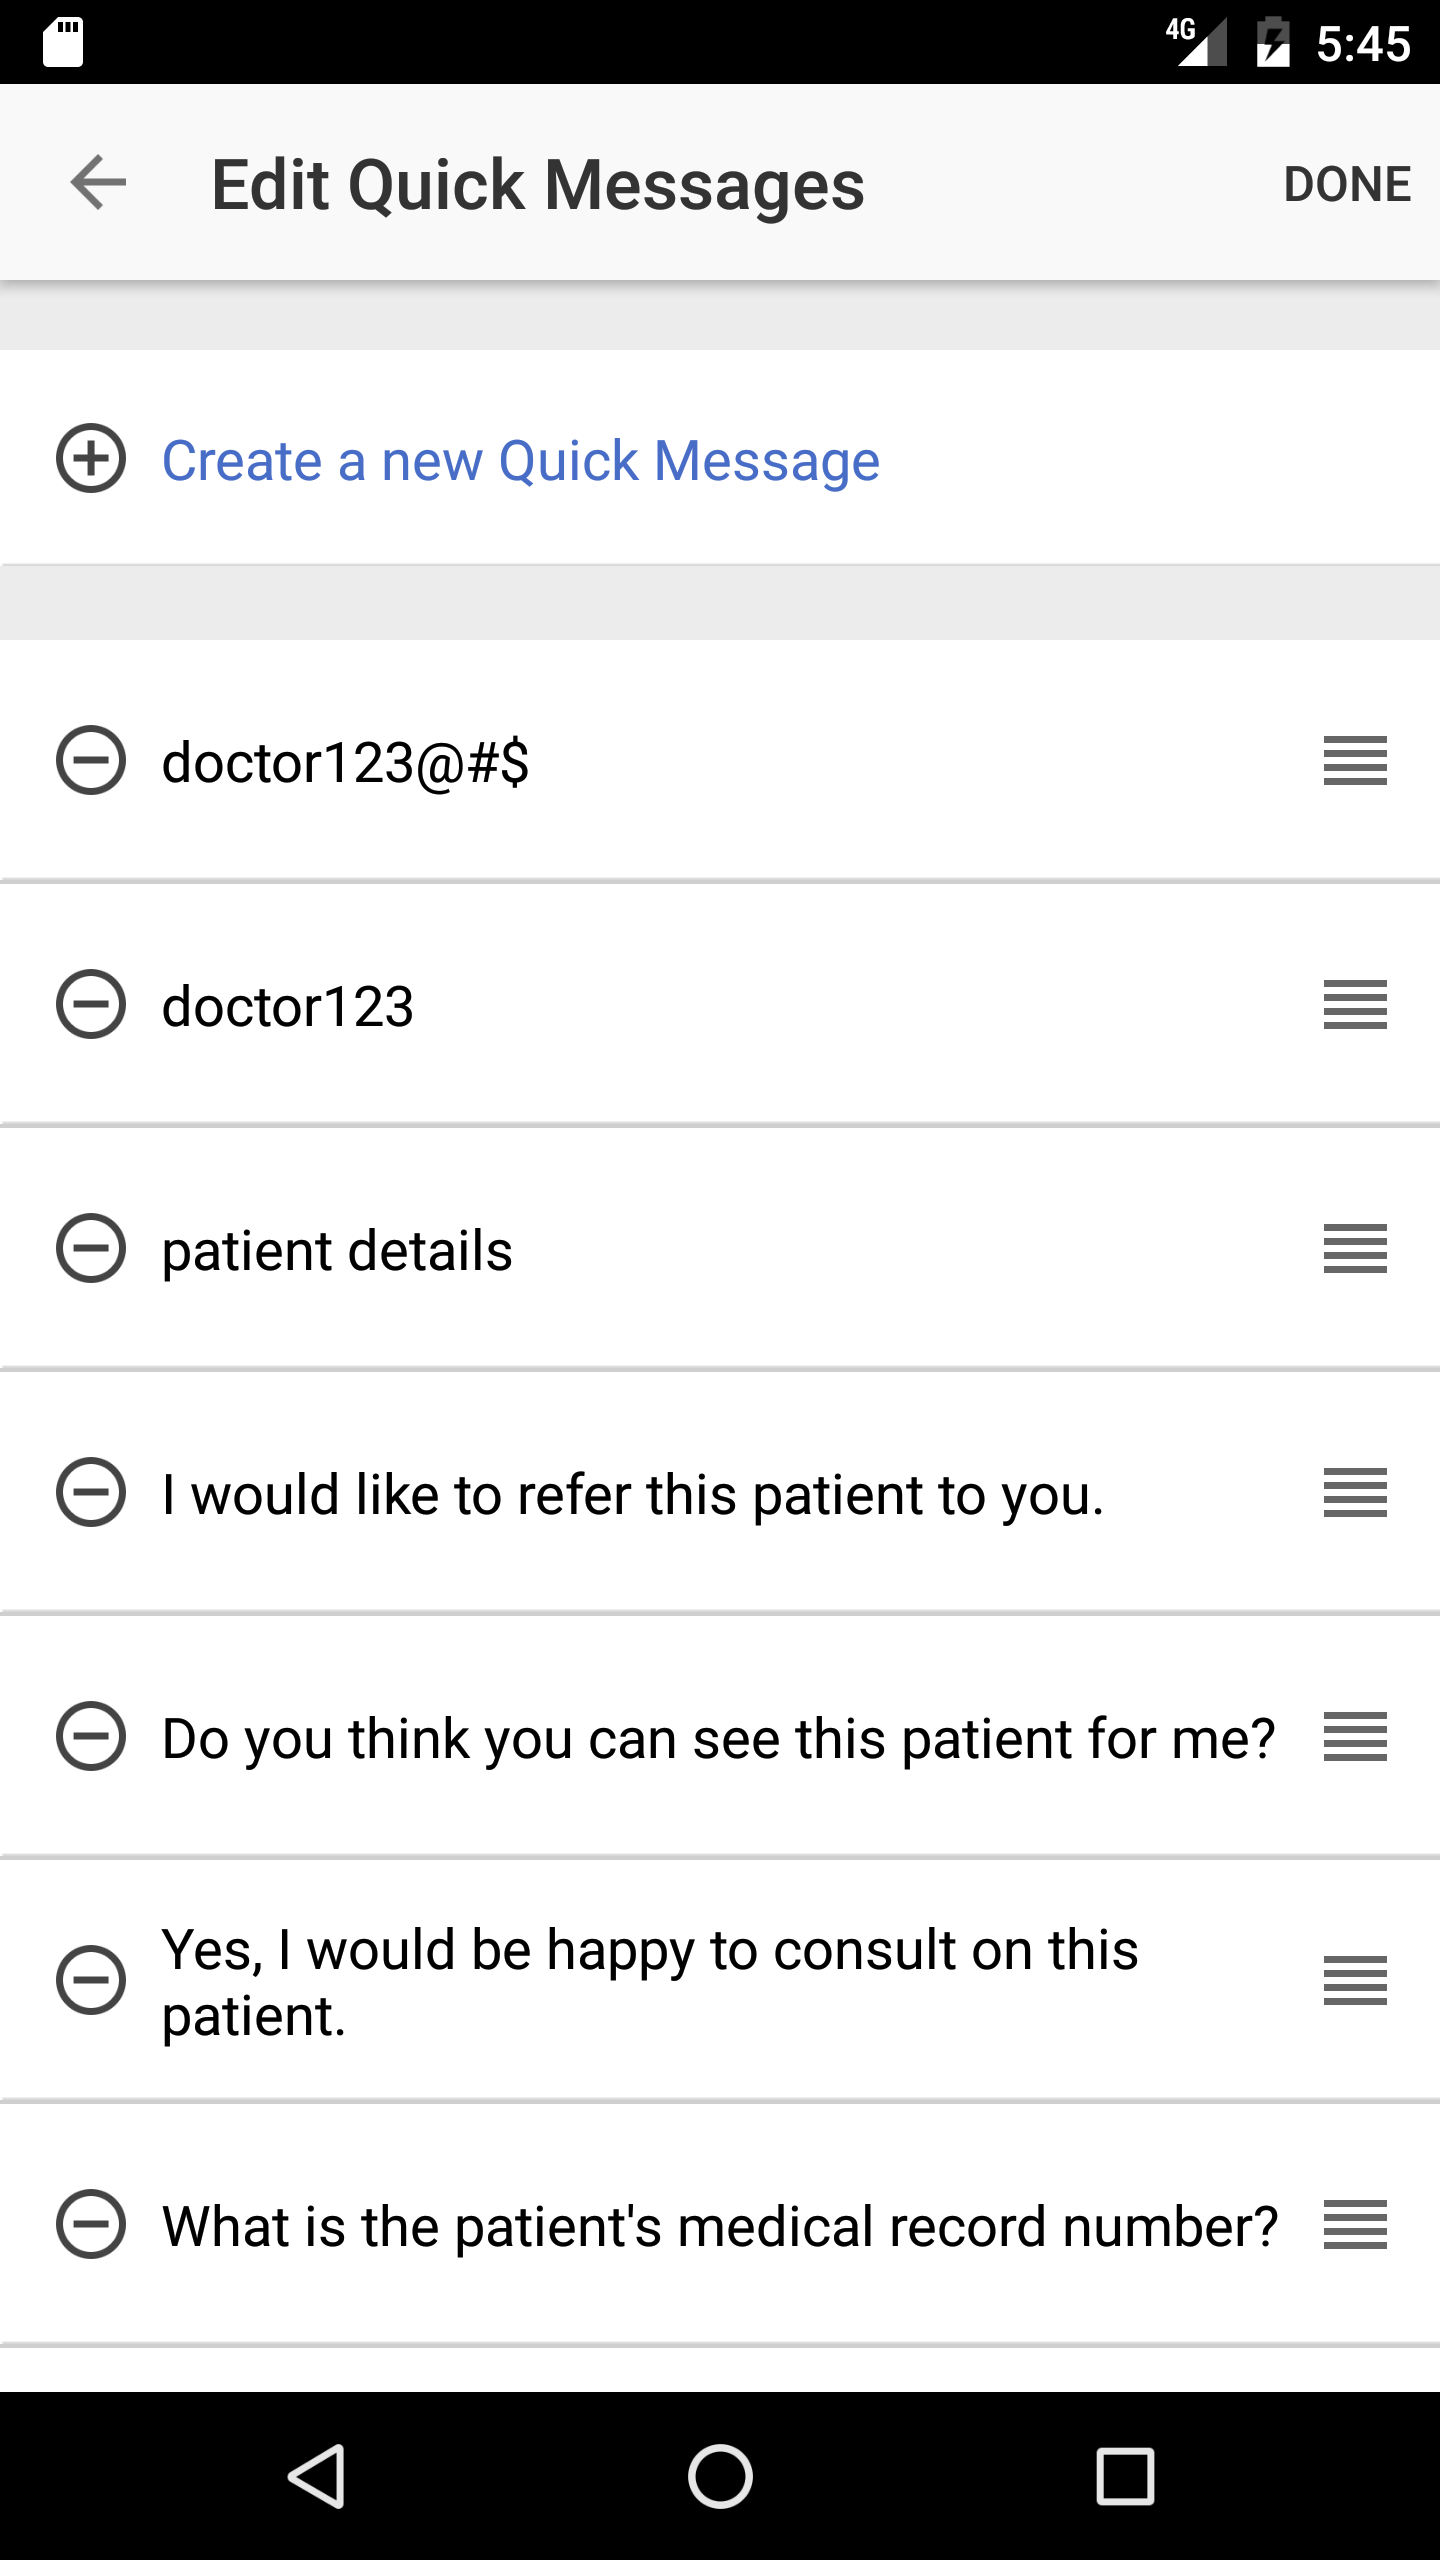 4G 5:45
Edit Quick Messages DONE
Create a new Quick Message
doctor123@#$
doctor123
patient details
I would like to refer this patient to you.
Do you think you can see this patient for me?
Yes, I would be happy to consult on this
patient.
What is the patient's medical record number?